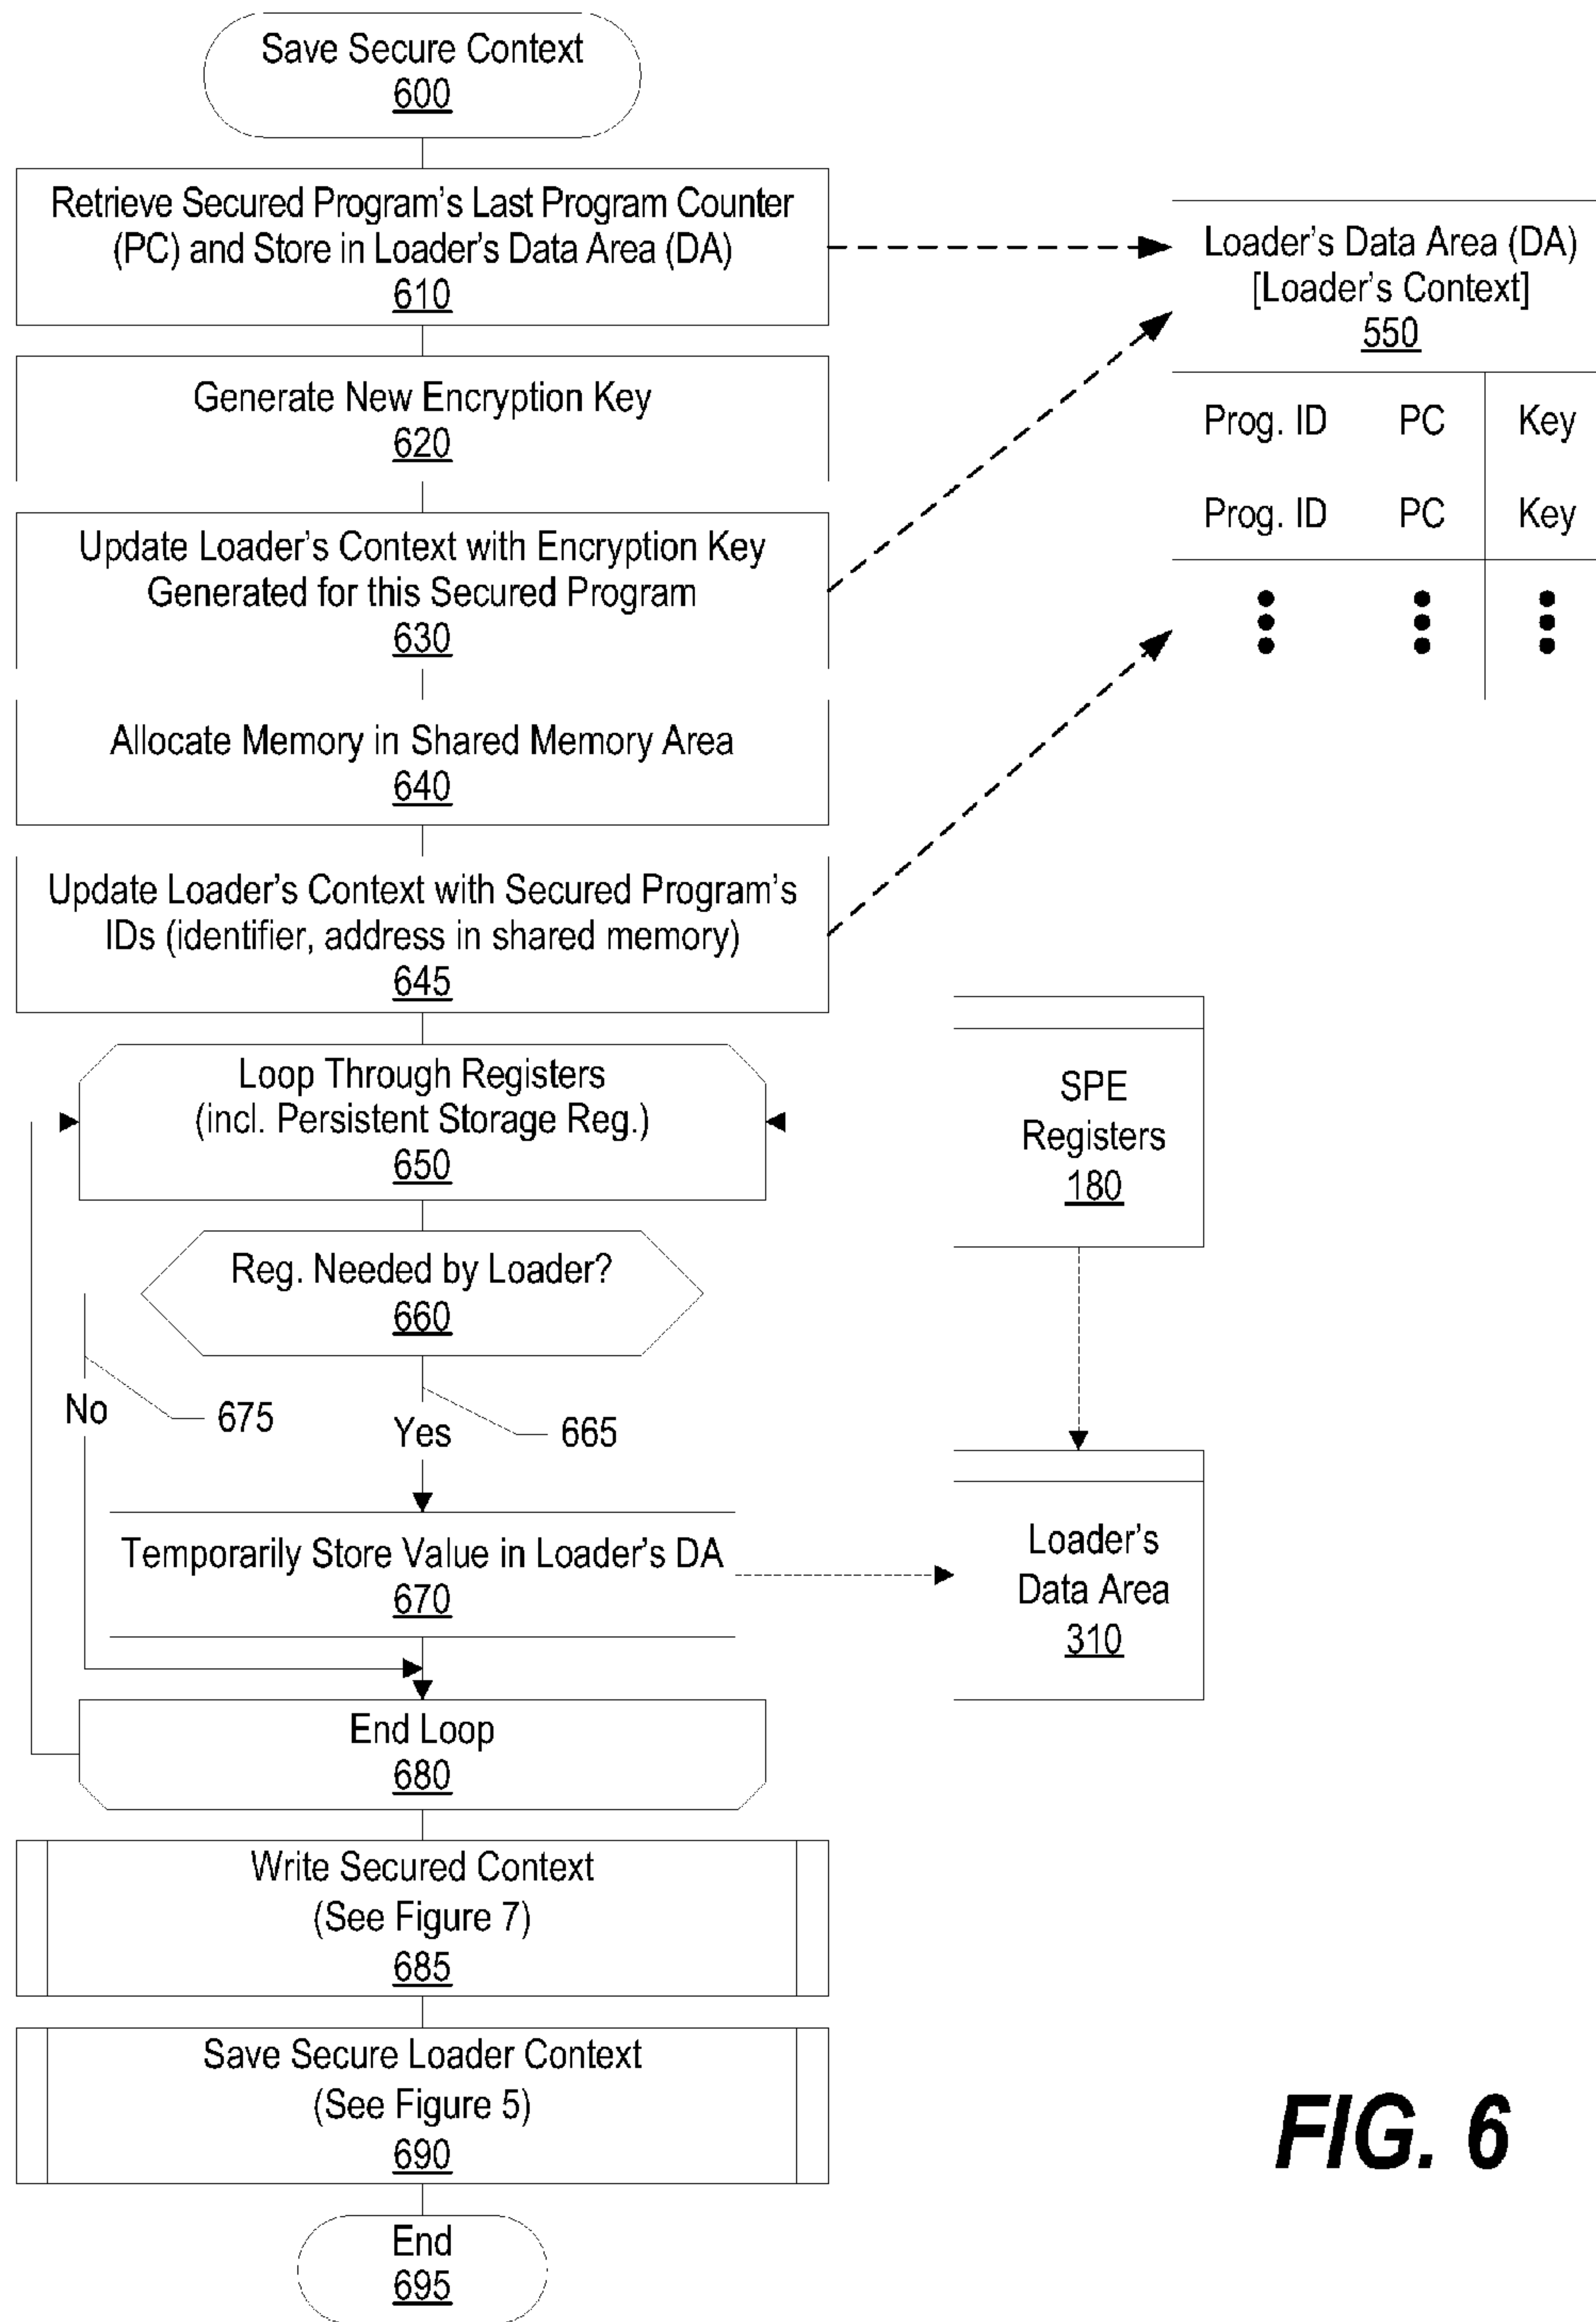 Save Secure Context
600
Retrieve Secured Program's Last Program Counter
(PC) and Store in Loader's Data Area (DA)
610
Generate New Encryption Key
620
Update Loader's Context with Encryption Key
Generated for this Secured Program
630
Allocate Memory in Shared Memory Area
640
Update Loader's Context with Secured Program's
IDs (identifier, address in shared memory)
645
Loader's Data Area (DA)
[Loader's Context]
550
Prog. ID PC Key
Prog. ID PC Key
Loop Through Registers
(incl. Persistent Storage Reg.)
650
SPE
Registers
180
Reg. Needed by Loader?
660
No
675
Yes
665
Temporarily Store Value in Loader's DA
670
Loader's
Data Area
310
End Loop
680
Write Secured Context
(See Figure 7)
685
Save Secure Loader Context
(See Figure 5)
690
End
695
FIG. 6